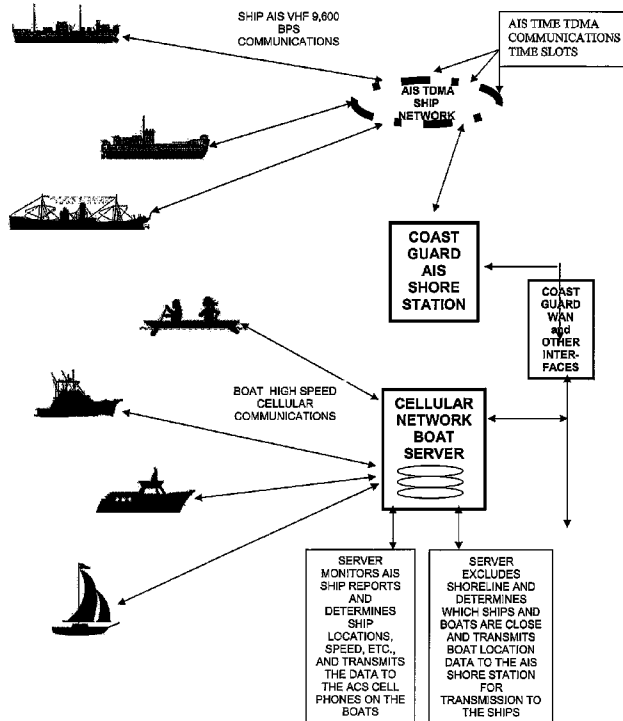 SHIP AIS VHF 9,600
BPS
COMMUNICATIONS
AIS TIME TDMA
COMMUNICATIONS
TIME SLOTS
AIS TDMA
SHIP
NETWORK
COAST
GUARD
AIS
SHORE
STATION
COAST
GUARD
WAN
and
OTHER
INTER-
FACES
BOAT HIGH SPEED
CELLULAR
COMMUNICATIONS
CELLULAR
NETWORK
BOAT
SERVER
SERVER
MONITORS AIS
SHIP REPORTS
AND
DETERMINES
SHIP
LOCATIONS,
SPEED, ETC.,
AND TRANSMITS
THE DATA TO
THE ACS CELL
PHONES ON THE
BOATS
SERVER
EXCLUDES
SHORELINE AND
DETERMINES
WHICH SHIPS AND
BOATS ARE CLOSE
AND TRANSMITS
BOAT LOCATION
DATA TO THE AIS
SHORE STATION
FOR
TRANSMISSION TO
THE SHIPS